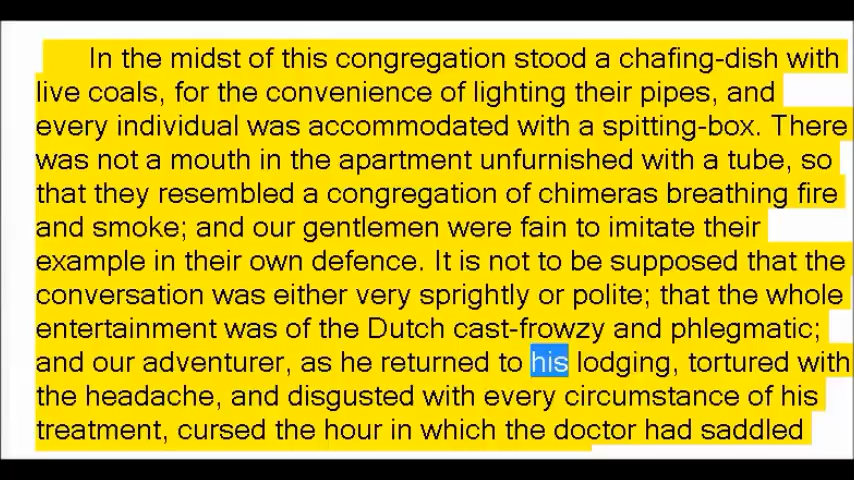 In the midst of this congregation stood a chafing-dish with
live coals, for the convenience of lighting their pipes, and
every individual was accommodated with a spitting-box. There
was not a mouth in the apartment unfurnished with a tube, so
that they resembled a congregation of chimeras breathing fire
and smoke; and our gentlemen were fain to imitate their
example in their own defence. It is not to be supposed that the
conversation was either very sprightly or polite; that the whole
entertainment was of the Dutch cast-frowzy and phlegmatic;
and our adventurer, as he returned to his lodging, tortured with
the headache, and disgusted with every circumstance of his
treatment, cursed the hour in which the doctor had saddled